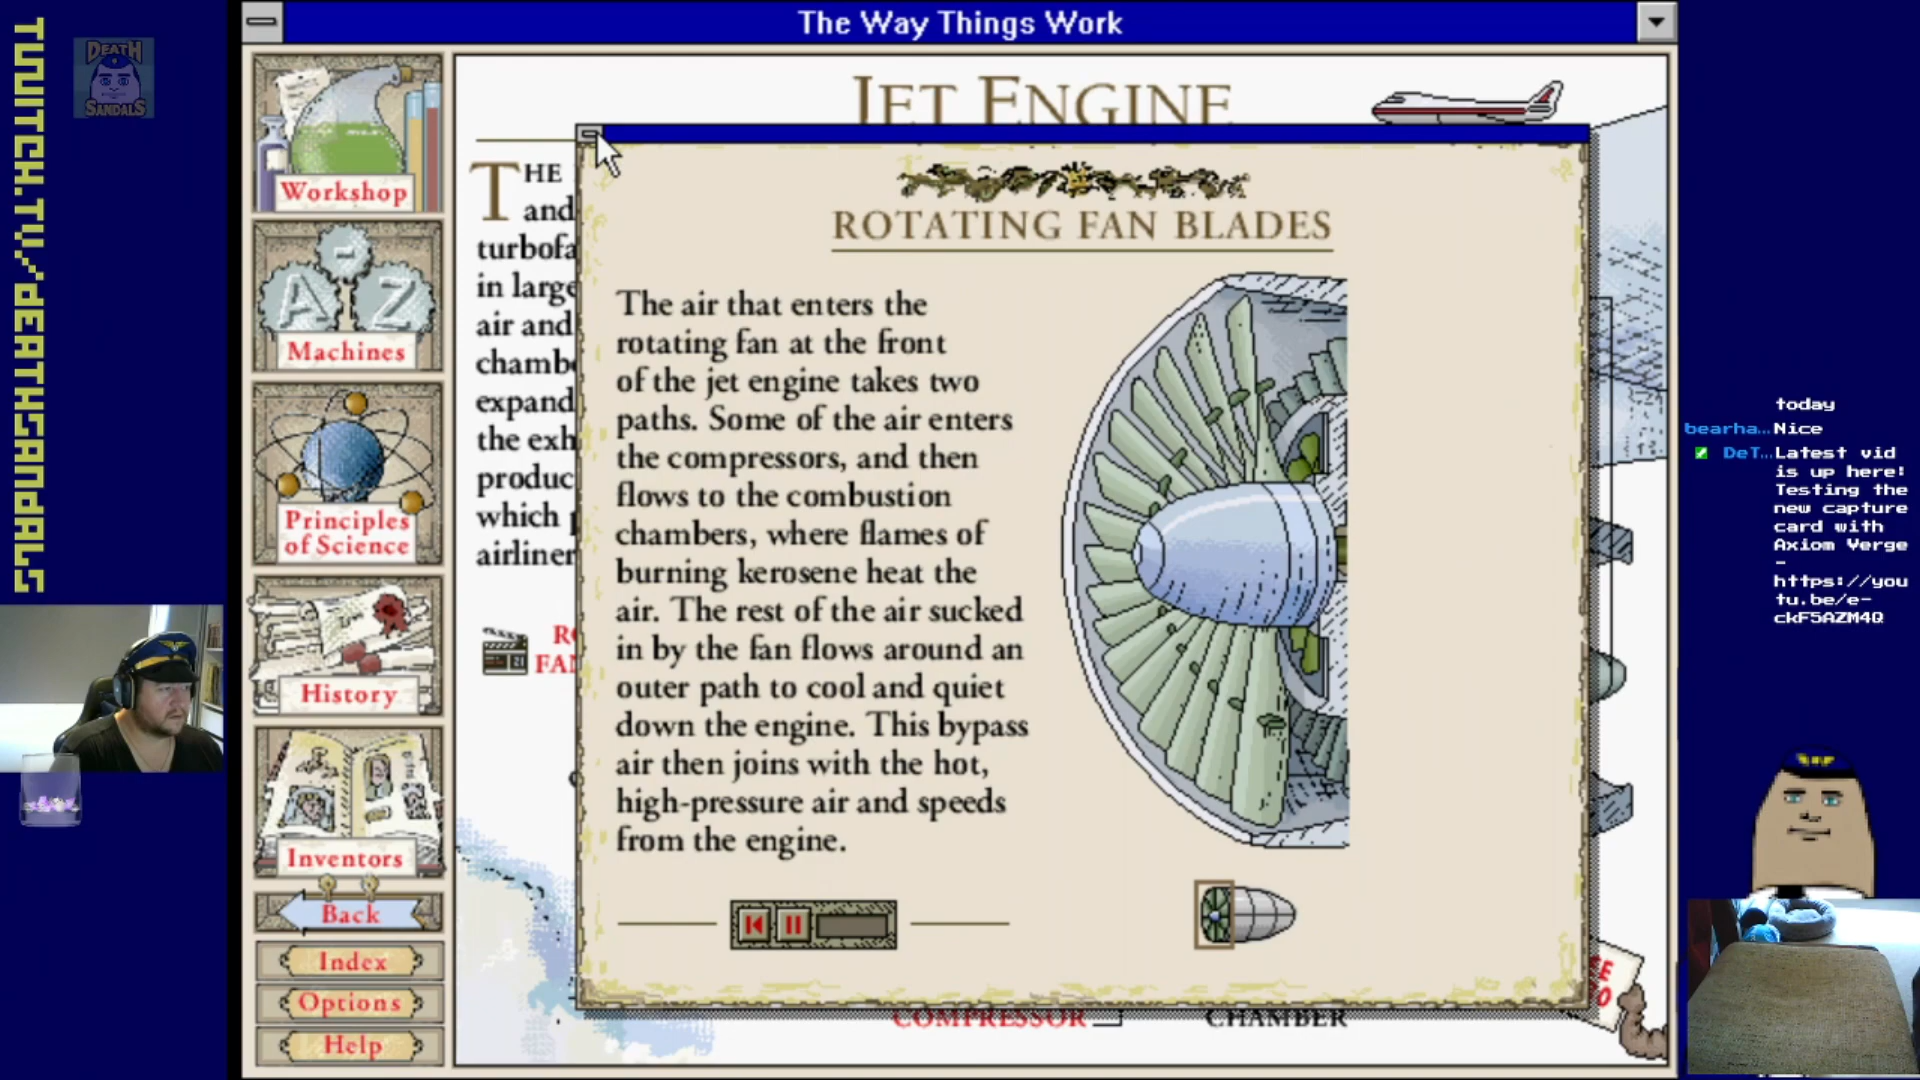 TWITCH.TV/DEATHSANDALS
DEATH
SANDALS
The Way Things Work
Workshop
A - Z
Machines
Principles
of Science
History
Inventors
Back
Index
Options
Help
JET ENGINE
THE
and
in large
air and
expand
which
ROTATING FAN BLADES
The air that enters the
rotating fan at the front
of the jet engine takes two
paths. Some of the air enters
the compressors, and then
flows to the combustion
chambers, where flames of
burning kerosene heat the
air. The rest of the air sucked
in by the fan flows around an
outer path to cool and quiet
down the engine. This bypass
air then joins with the hot,
high-pressure air and speeds
from the engine.
COMPRESSOR
CHAMBER
today
bearha... Nice
DeT... Latest vid
is up here:
Testing the
new capture
card with
Axiom Verge
-
https://you
tu.be/e-
ckF5AZM4Q